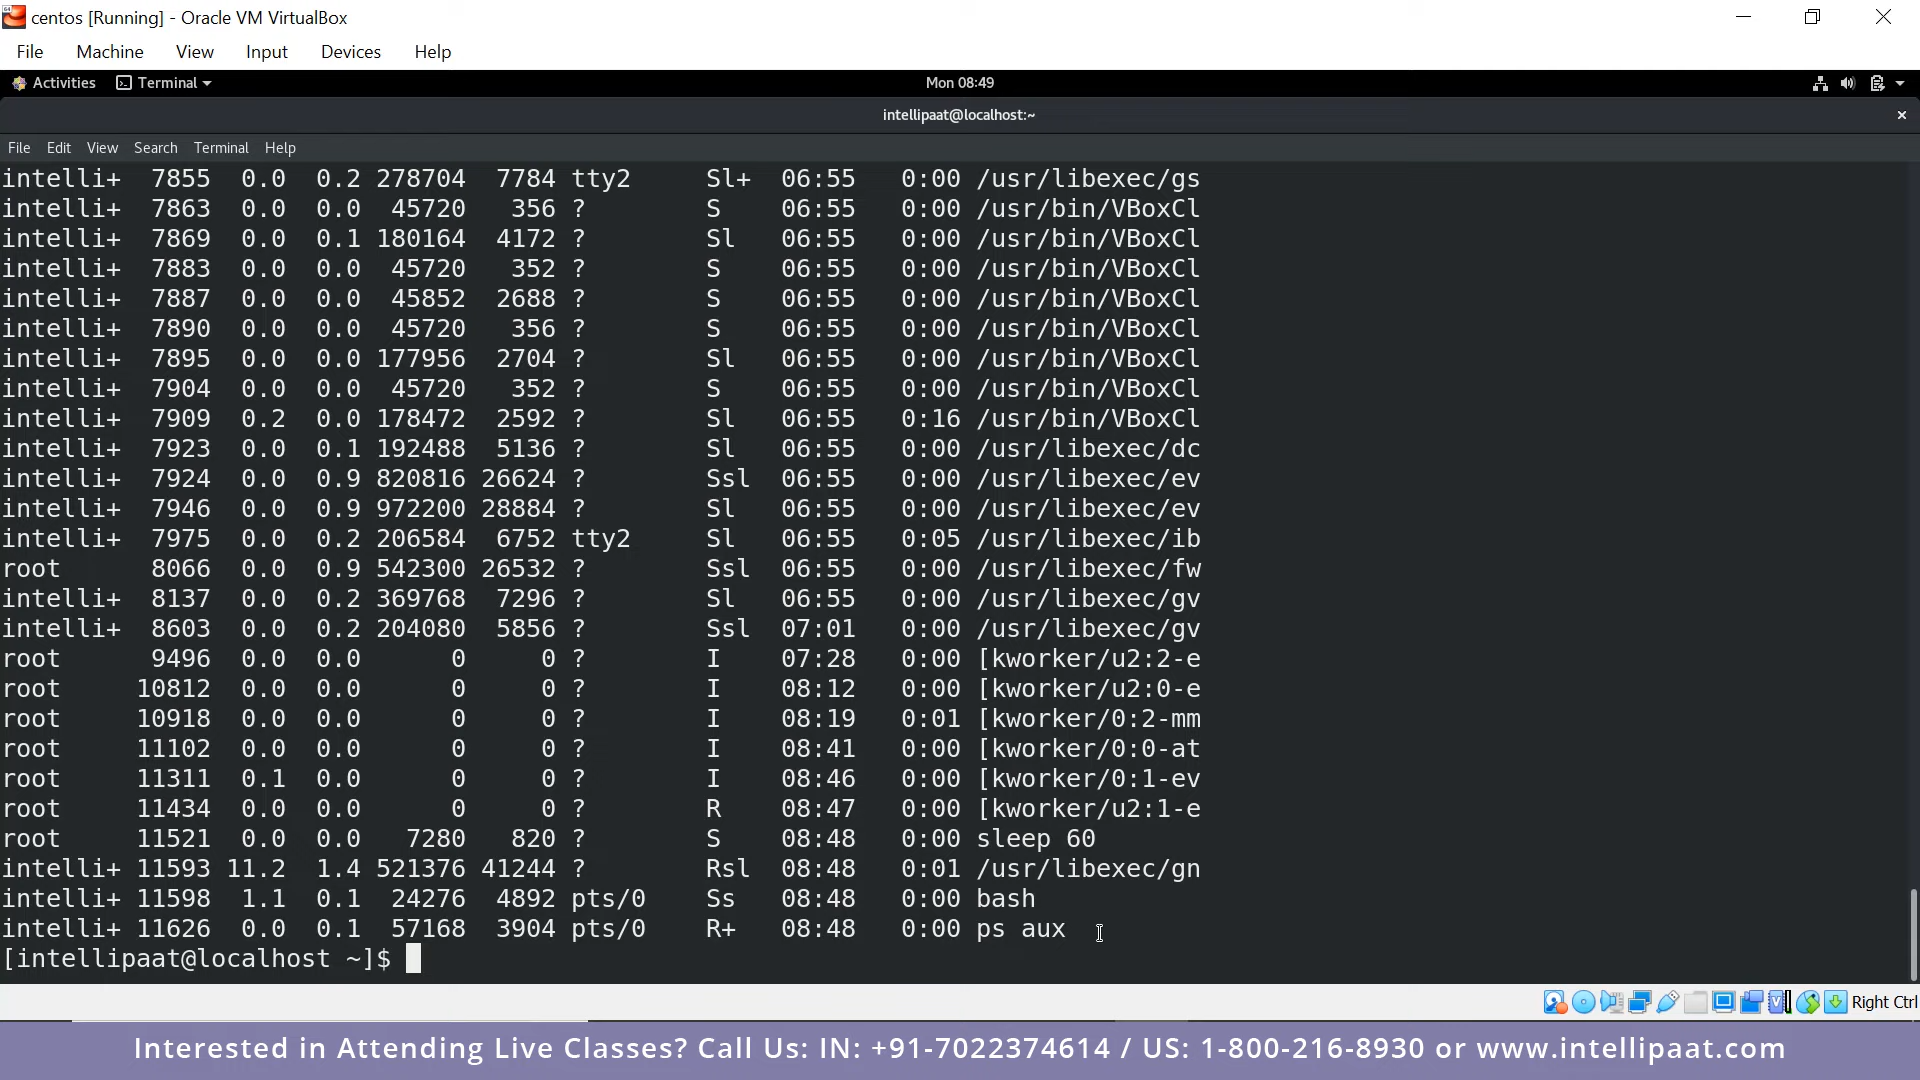 centos [Running] - Oracle VM VirtualBox
File Machine View Input Devices Help
Activities Terminal Mon 08:49
intellipaat@localhost:~
File Edit View Search Terminal Help
intelli+ 7855 0.0 0.2 278704 7784 tty2 Sl+ 06:55 0:00 /usr/libexec/gs
intelli+ 7863 0.0 0.0 45720 356 ? S 06:55 0:00 /usr/bin/VBoxCl
intelli+ 7869 0.0 0.1 180164 4172 ? Sl 06:55 0:00 /usr/bin/VBoxCl
intelli+ 7883 0.0 0.0 45720 352 ? S 06:55 0:00 /usr/bin/VBoxCl
intelli+ 7887 0.0 0.0 45852 2688 ? S 06:55 0:00 /usr/bin/VBoxCl
intelli+ 7890 0.0 0.0 45720 356 ? S 06:55 0:00 /usr/bin/VBoxCl
intelli+ 7895 0.0 0.0 177956 2704 ? Sl 06:55 0:00 /usr/bin/VBoxCl
intelli+ 7904 0.0 0.0 45720 352 ? S 06:55 0:00 /usr/bin/VBoxCl
intelli+ 7909 0.2 0.0 178472 2592 ? Sl 06:55 0:16 /usr/bin/VBoxCl
intelli+ 7923 0.0 0.1 192488 5136 ? Sl 06:55 0:00 /usr/libexec/dc
intelli+ 7924 0.0 0.9 820816 26624 ? Ssl 06:55 0:00 /usr/libexec/ev
intelli+ 7946 0.0 0.9 972200 28884 ? Sl 06:55 0:00 /usr/libexec/ev
intelli+ 7975 0.0 0.2 206584 6752 tty2 Sl 06:55 0:05 /usr/libexec/ib
root 8066 0.0 0.9 542300 26532 ? Ssl 06:55 0:00 /usr/libexec/fw
intelli+ 8137 0.0 0.2 369768 7296 ? Sl 06:55 0:00 /usr/libexec/gv
intelli+ 8603 0.0 0.2 204080 5856 ? Ssl 07:01 0:00 /usr/libexec/gv
root 9496 0.0 0.0 0 0 ? I 07:28 0:00 [kworker/u2:2-e
root 10812 0.0 0.0 0 0 ? I 08:12 0:00 [kworker/u2:0-e
root 10918 0.0 0.0 0 0 ? I 08:19 0:01 [kworker/0:2-mm
root 11102 0.0 0.0 0 0 ? I 08:41 0:00 [kworker/0:0-at
root 11311 0.1 0.0 0 0 ? I 08:46 0:00 [kworker/0:1-ev
root 11434 0.0 0.0 0 0 ? R 08:47 0:00 [kworker/u2:1-e
root 11521 0.0 0.0 7280 820 ? S 08:48 0:00 sleep 60
intelli+ 11593 11.2 1.4 521376 41244 ? Rsl 08:48 0:01 /usr/libexec/gn
intelli+ 11598 1.1 0.1 24276 4892 pts/0 Ss 08:48 0:00 bash
intelli+ 11626 0.0 0.1 57168 3904 pts/0 R+ 08:48 0:00 ps aux
[intellipaat@localhost ~]$
Right Ctrl
Interested in Attending Live Classes? Call Us: IN: +91-7022374614 / US: 1-800-216-8930 or www.intellipaat.com